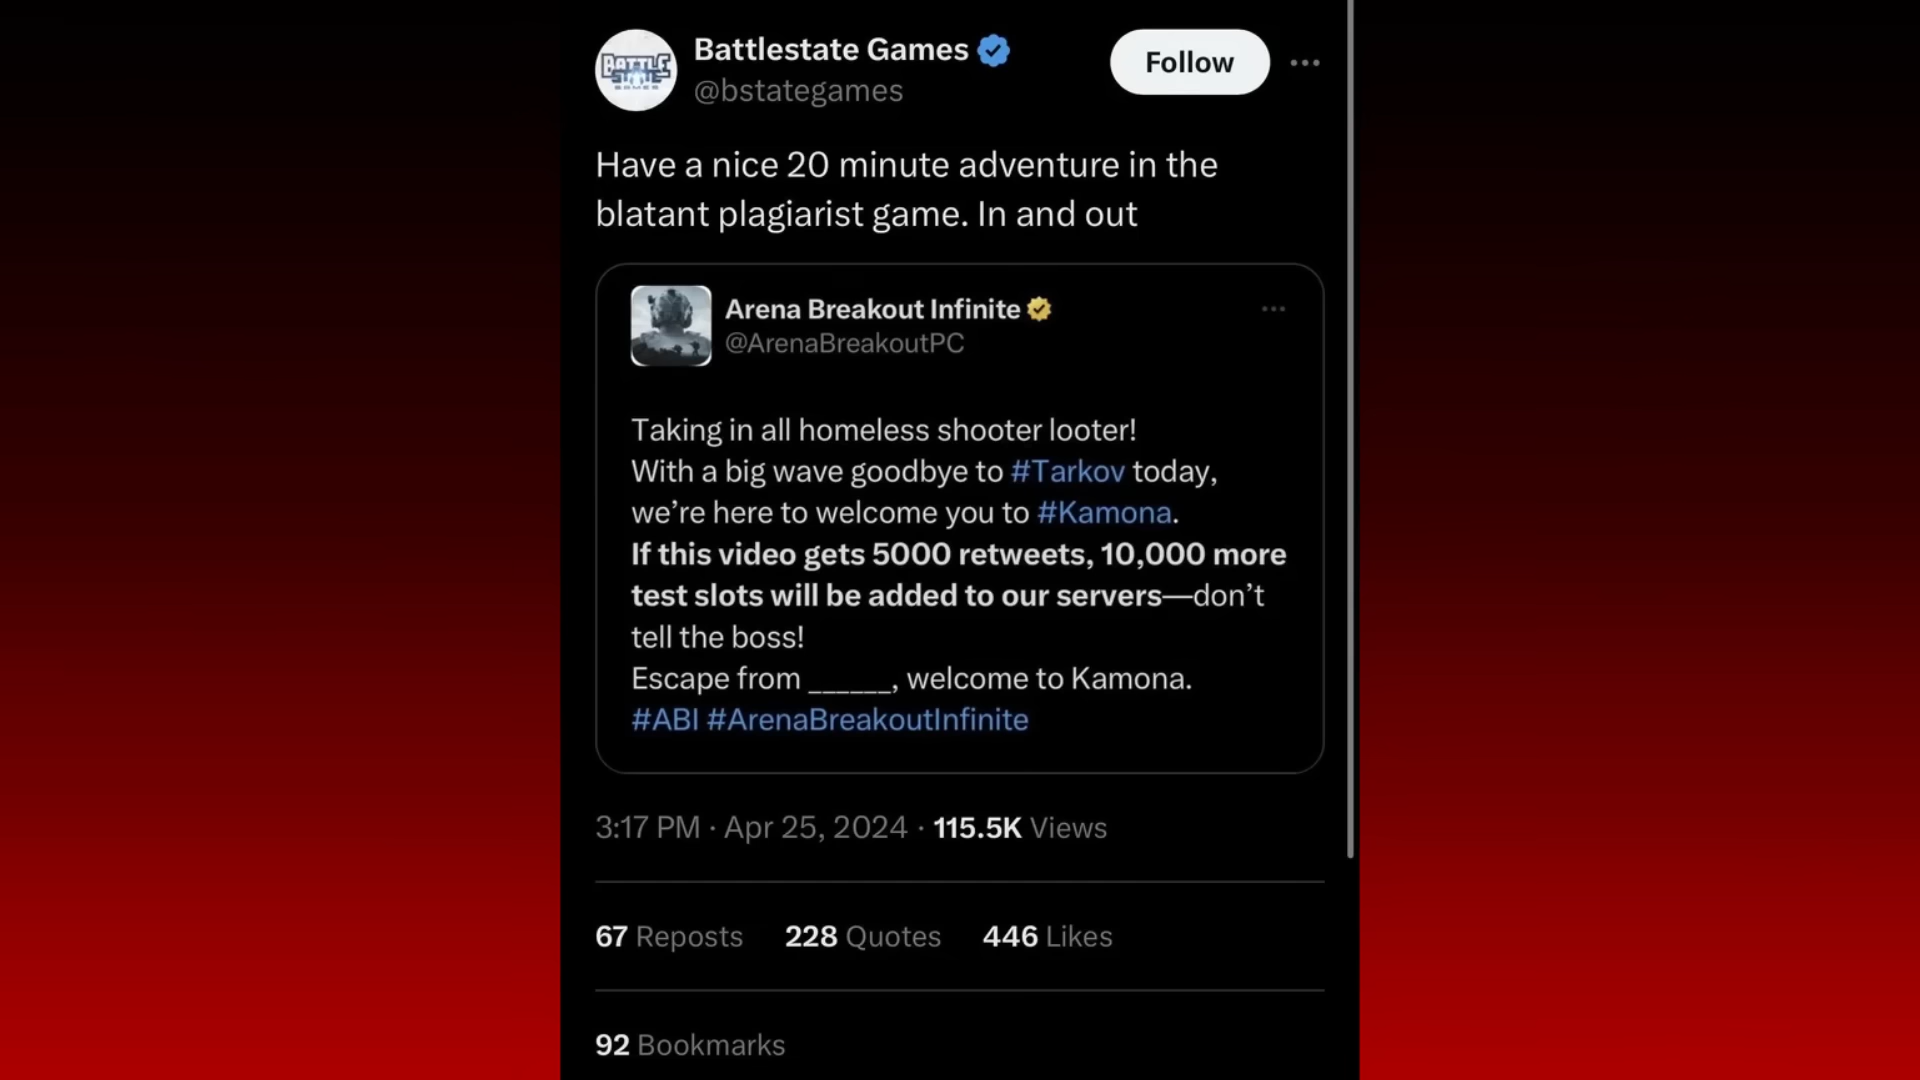 BATTLE
STATE
GAMES
Battlestate Games
@bstategames
Follow
Have a nice 20 minute adventure in the
blatant plagiarist game. In and out
Arena Breakout Infinite
@ArenaBreakoutPC
Taking in all homeless shooter looter!
With a big wave goodbye to #Tarkov today,
we’re here to welcome you to #Kamona.
If this video gets 5000 retweets, 10,000 more
test slots will be added to our servers—don’t
tell the boss!
Escape from ______, welcome to Kamona.
#ABI #ArenaBreakoutInfinite
3:17 PM · Apr 25, 2024 · 115.5K Views
67 Reposts 228 Quotes 446 Likes
92 Bookmarks